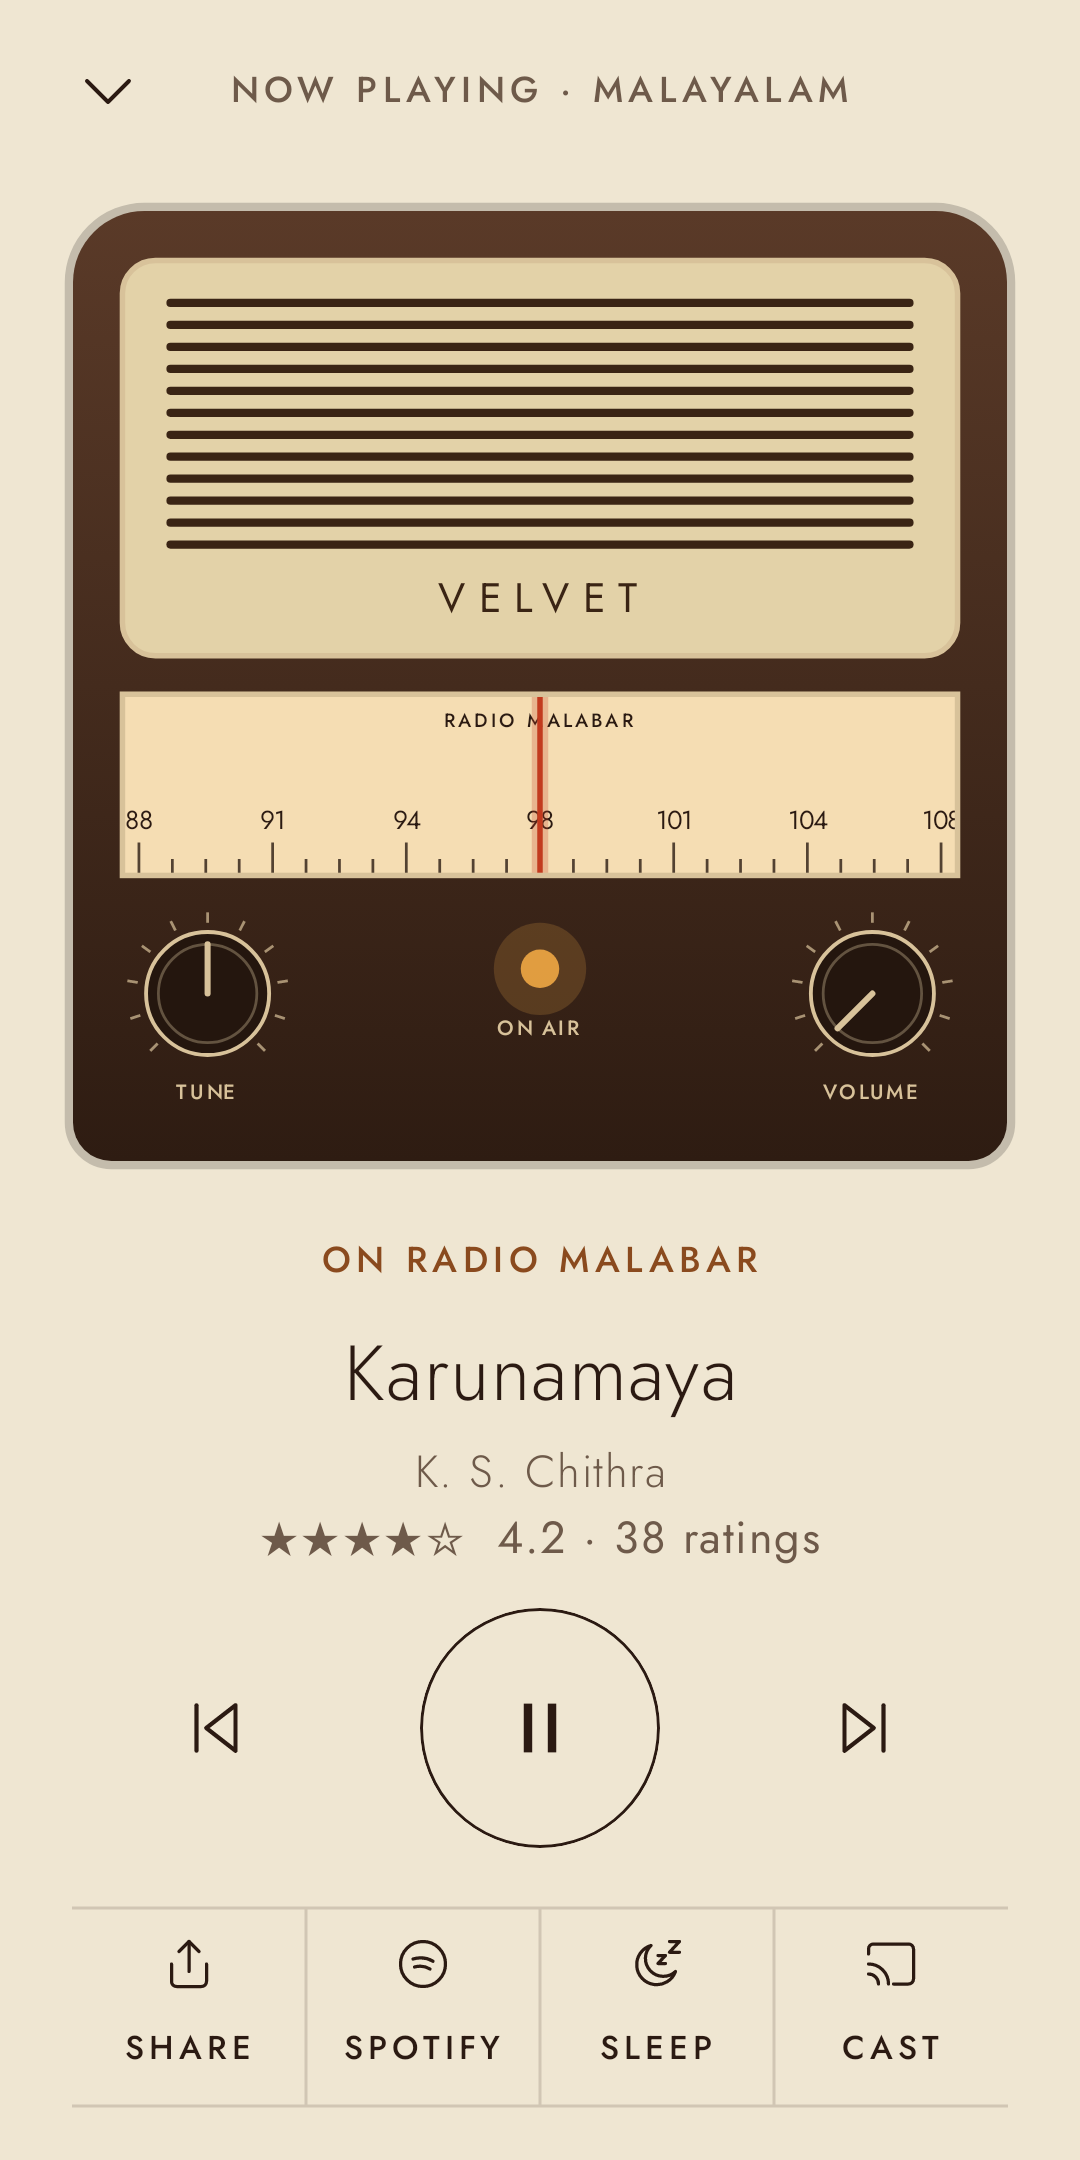 NOW PLAYING · MALAYALAM
VELVET
RADIO MALABAR
88 91 94 98 101 104 108
ON AIR
TUNE VOLUME
ON RADIO MALABAR
Karunamaya
K. S. Chithra
★★★★☆ 4.2 · 38 ratings
SHARE SPOTIFY SLEEP CAST